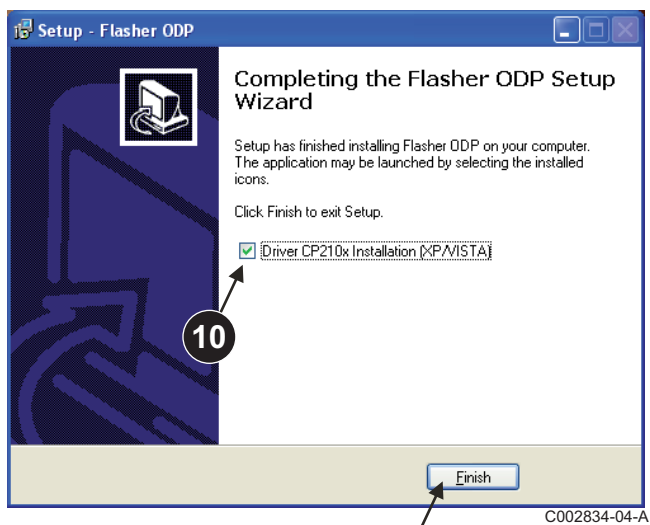 Setup - Flasher ODP
Completing the Flasher ODP Setup
Wizard
Setup has finished installing Flasher ODP on your computer.
The application may be launched by selecting the installed
icons.
Click Finish to exit Setup.
Driver CP210x Installation (XP/VISTA)
10
Finish
C002834-04-A